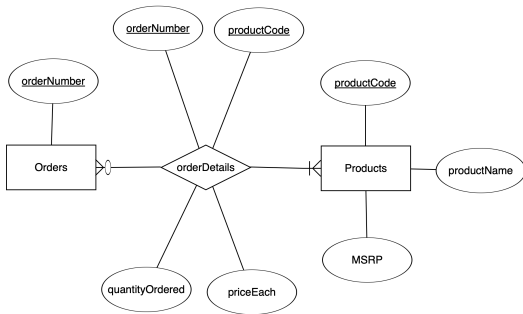 orderNumber
productCode
orderNumber
productCode
Orders
orderDetails
Products
productName
MSRP
quantityOrdered
priceEach